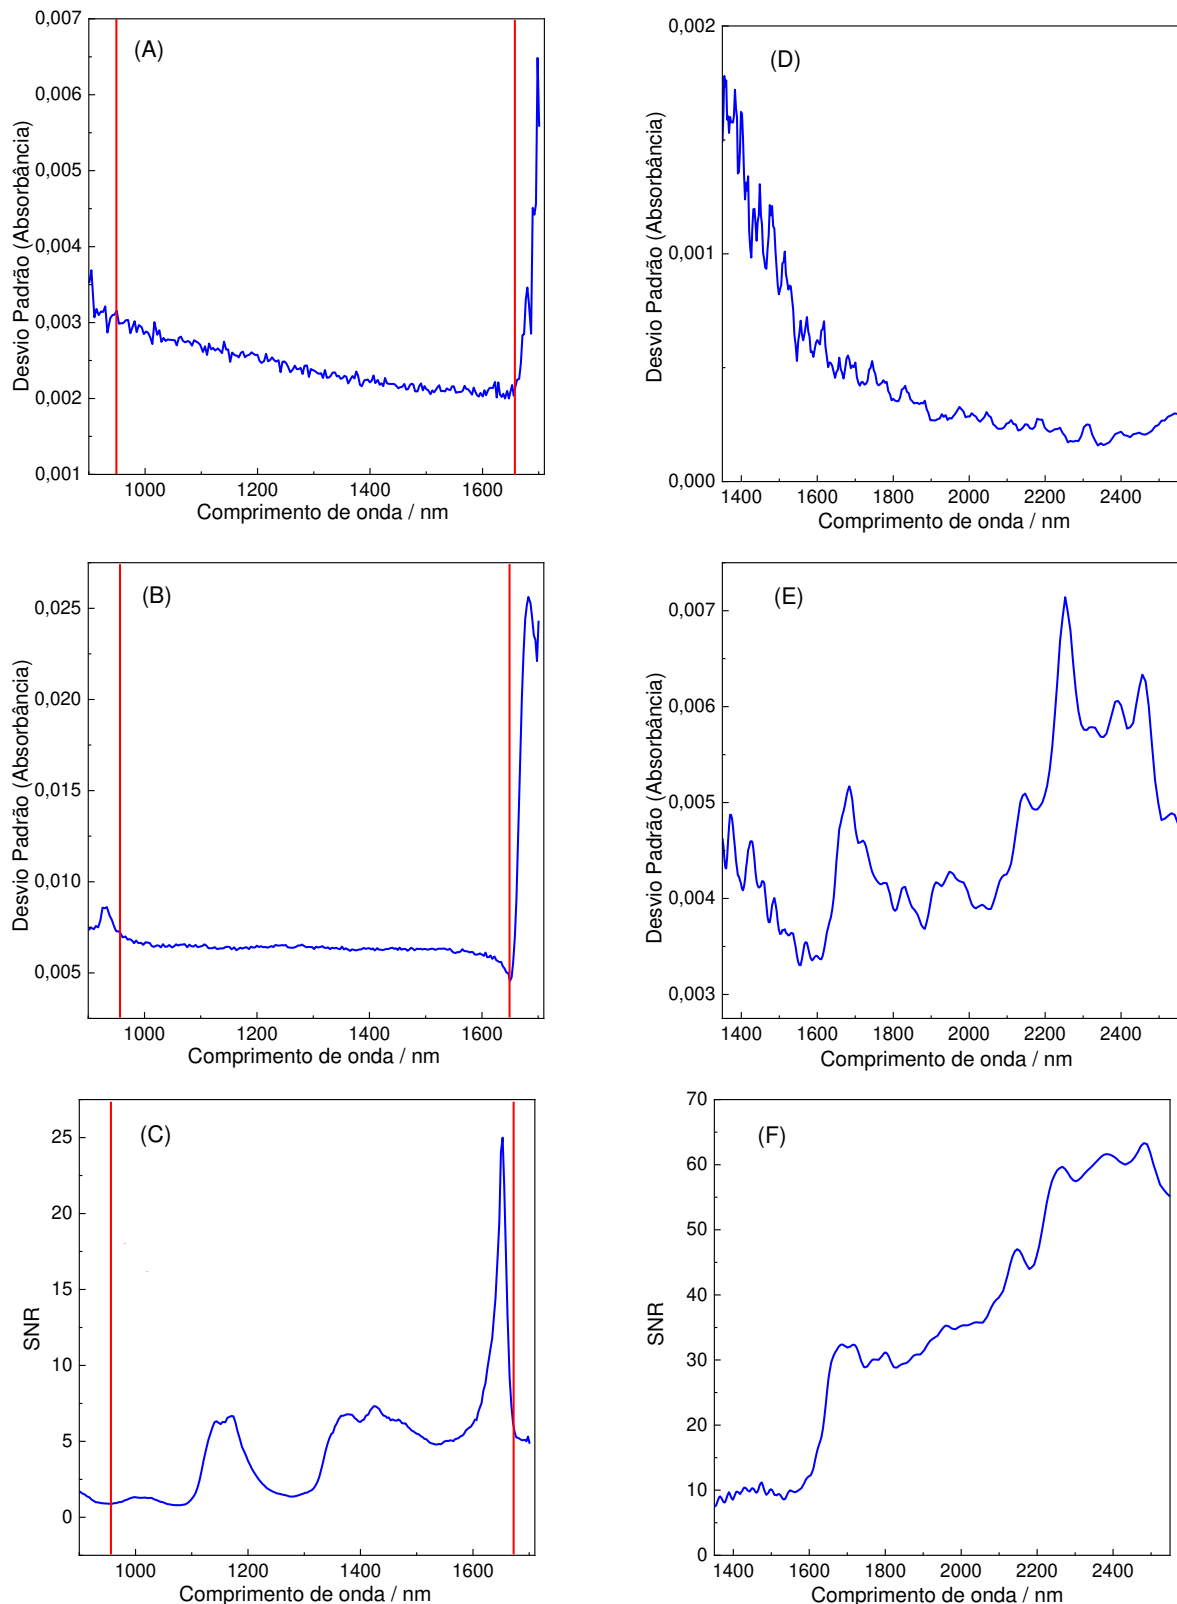 (A)
0,007
0,006
0,005
0,004
0,003
0,002
0,001
1000 1200 1400 1600
Comprimento de onda / nm
Desvio Padrão (Absorbância)
(D)
0,002
0,001
0,000
1400 1600 1800 2000 2200 2400
Comprimento de onda / nm
Desvio Padrão (Absorbância)
(B)
0,025
0,020
0,015
0,010
0,005
1000 1200 1400 1600
Comprimento de onda / nm
Desvio Padrão (Absorbância)
(E)
0,007
0,006
0,005
0,004
0,003
1400 1600 1800 2000 2200 2400
Comprimento de onda / nm
Desvio Padrão (Absorbância)
(C)
25
20
15
10
5
0
1000 1200 1400 1600
Comprimento de onda / nm
SNR
(F)
70
60
50
40
30
20
10
0
1400 1600 1800 2000 2200 2400
Comprimento de onda / nm
SNR